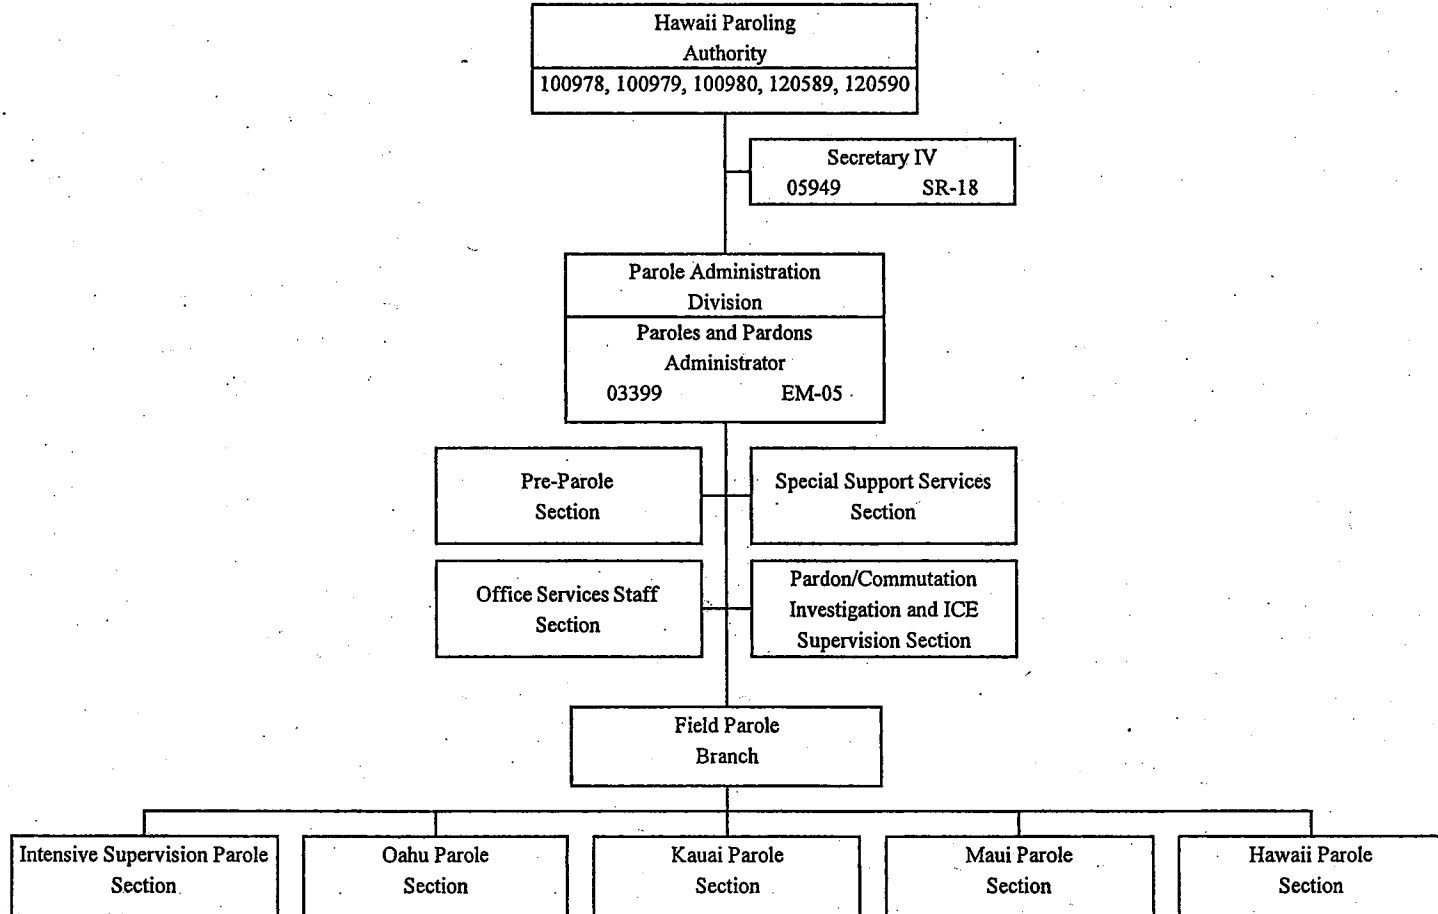 Hawaii Paroling
Authority
100978, 100979, 100980, 120589, 120590
Secretary IV
05949 SR-18
Parole Administration
Division
Paroles and Pardons
Administrator
03399 EM-05
Pre-Parole
Section
Special Support Services
Section
Office Services Staff
Section
Pardon/Commutation
Investigation and ICE
Supervision Section
Field Parole
Branch
Intensive Supervision Parole
Section
Oahu Parole
Section
Kauai Parole
Section
Maui Parole
Section
Hawaii Parole
Section